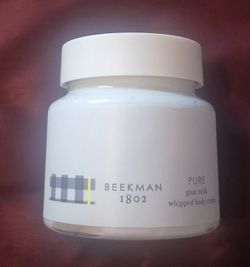 BEEKMAN
1802
PURE
goat milk
whipped body cream